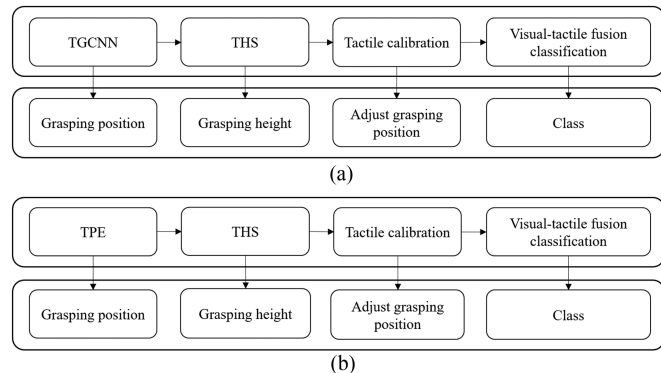 TGCNN
THS
Tactile calibration
Visual-tactile fusion
classification
Grasping position
Grasping height
Adjust grasping
position
Class
(a)
TPE
THS
Tactile calibration
Visual-tactile fusion
classification
Grasping position
Grasping height
Adjust grasping
position
Class
(b)